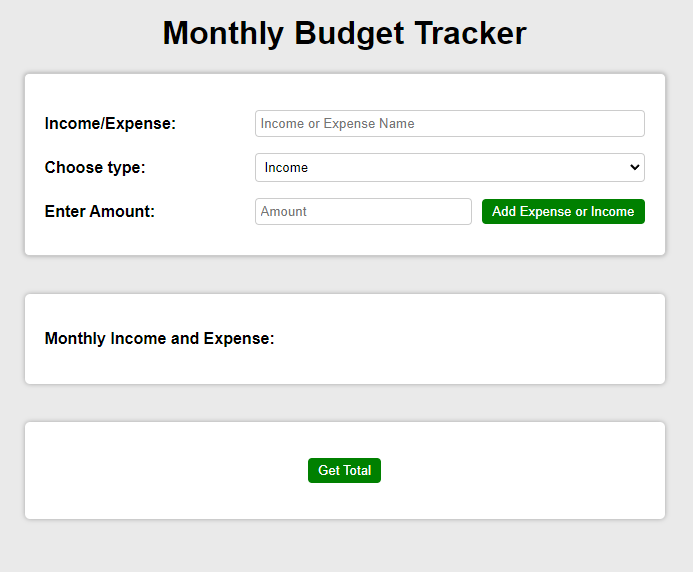 Monthly Budget Tracker
Income/Expense: Income or Expense Name
Choose type: Income
Enter Amount: Amount Add Expense or Income
Monthly Income and Expense:
Get Total